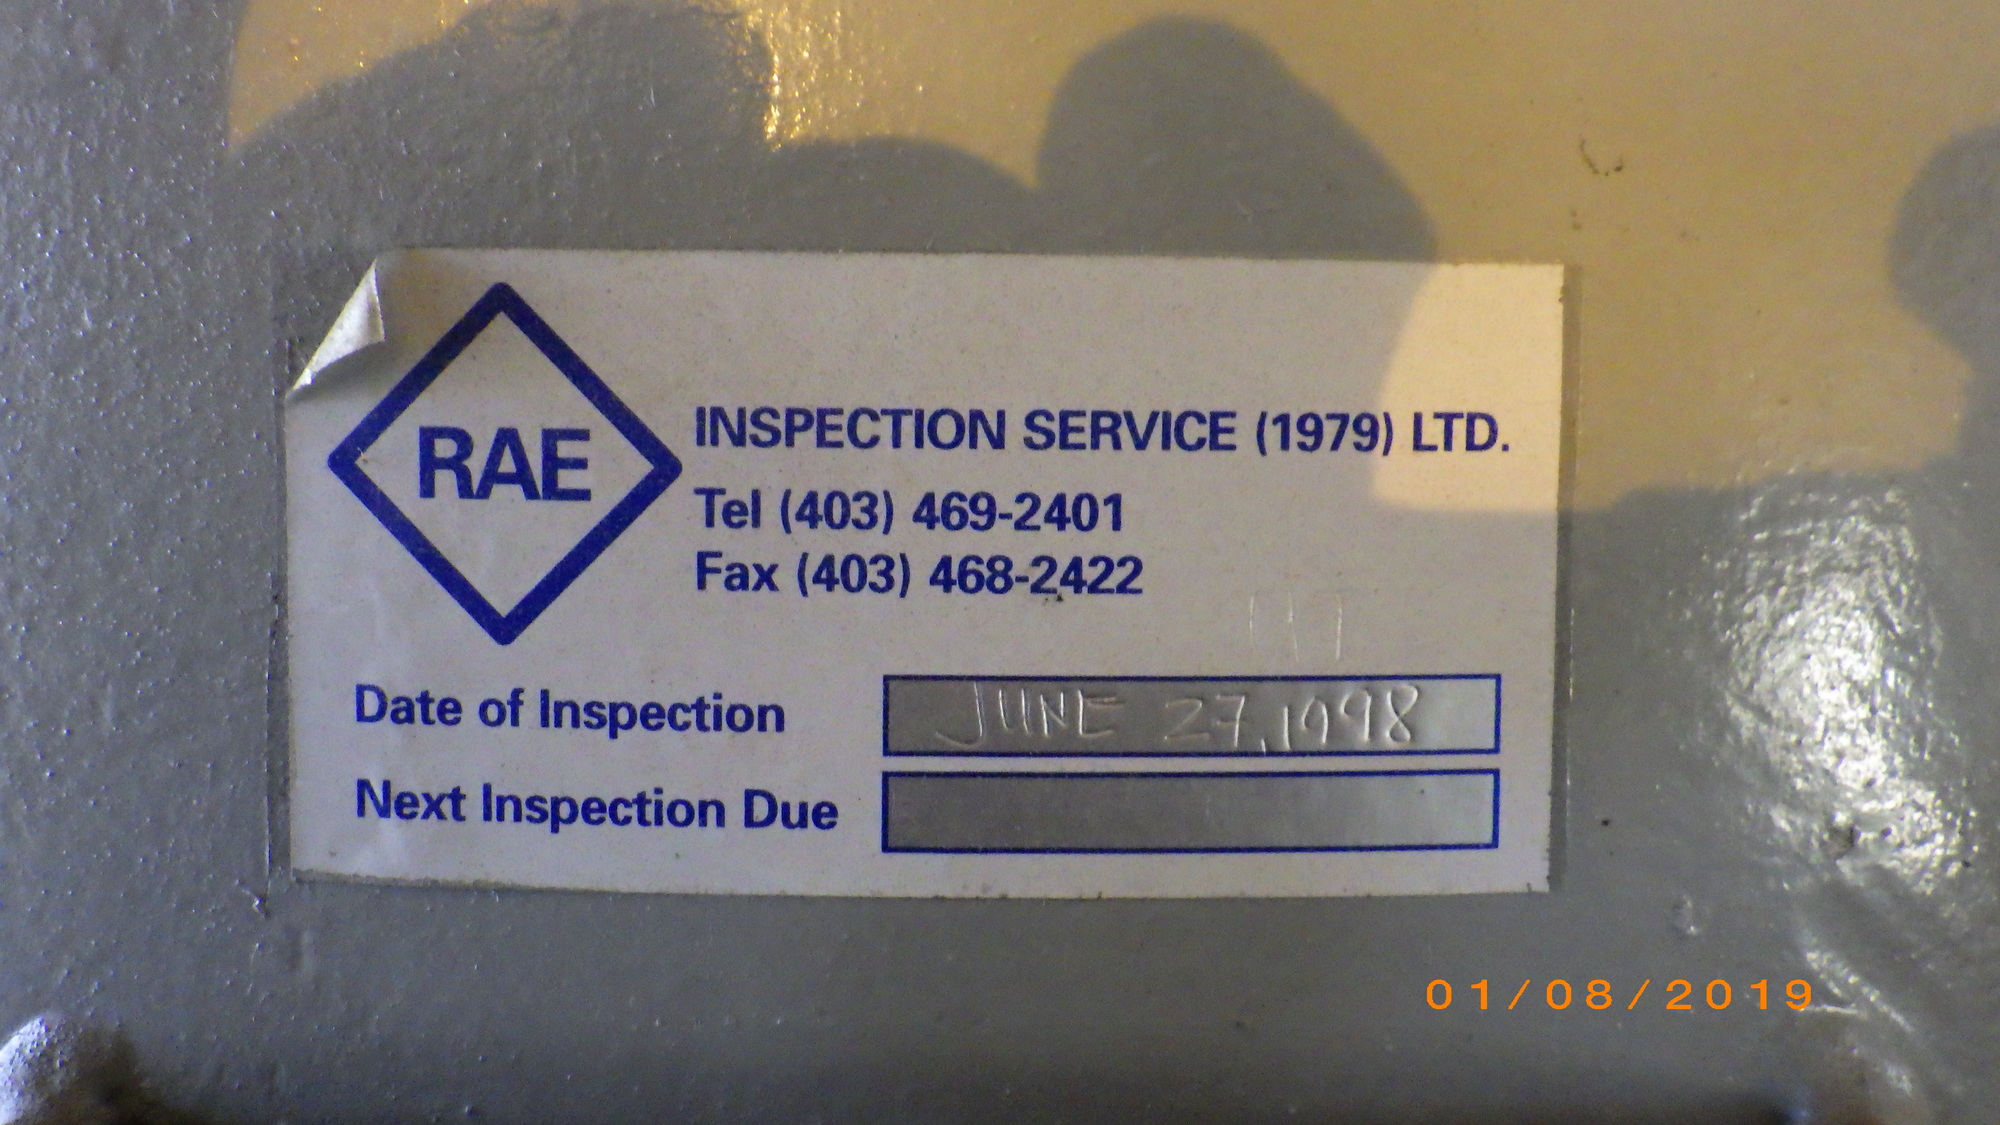 RAE
INSPECTION SERVICE (1979) LTD.
Tel (403) 469-2401
Fax (403) 468-2422
Date of Inspection JUNE 27, 1998
Next Inspection Due
01/08/2019